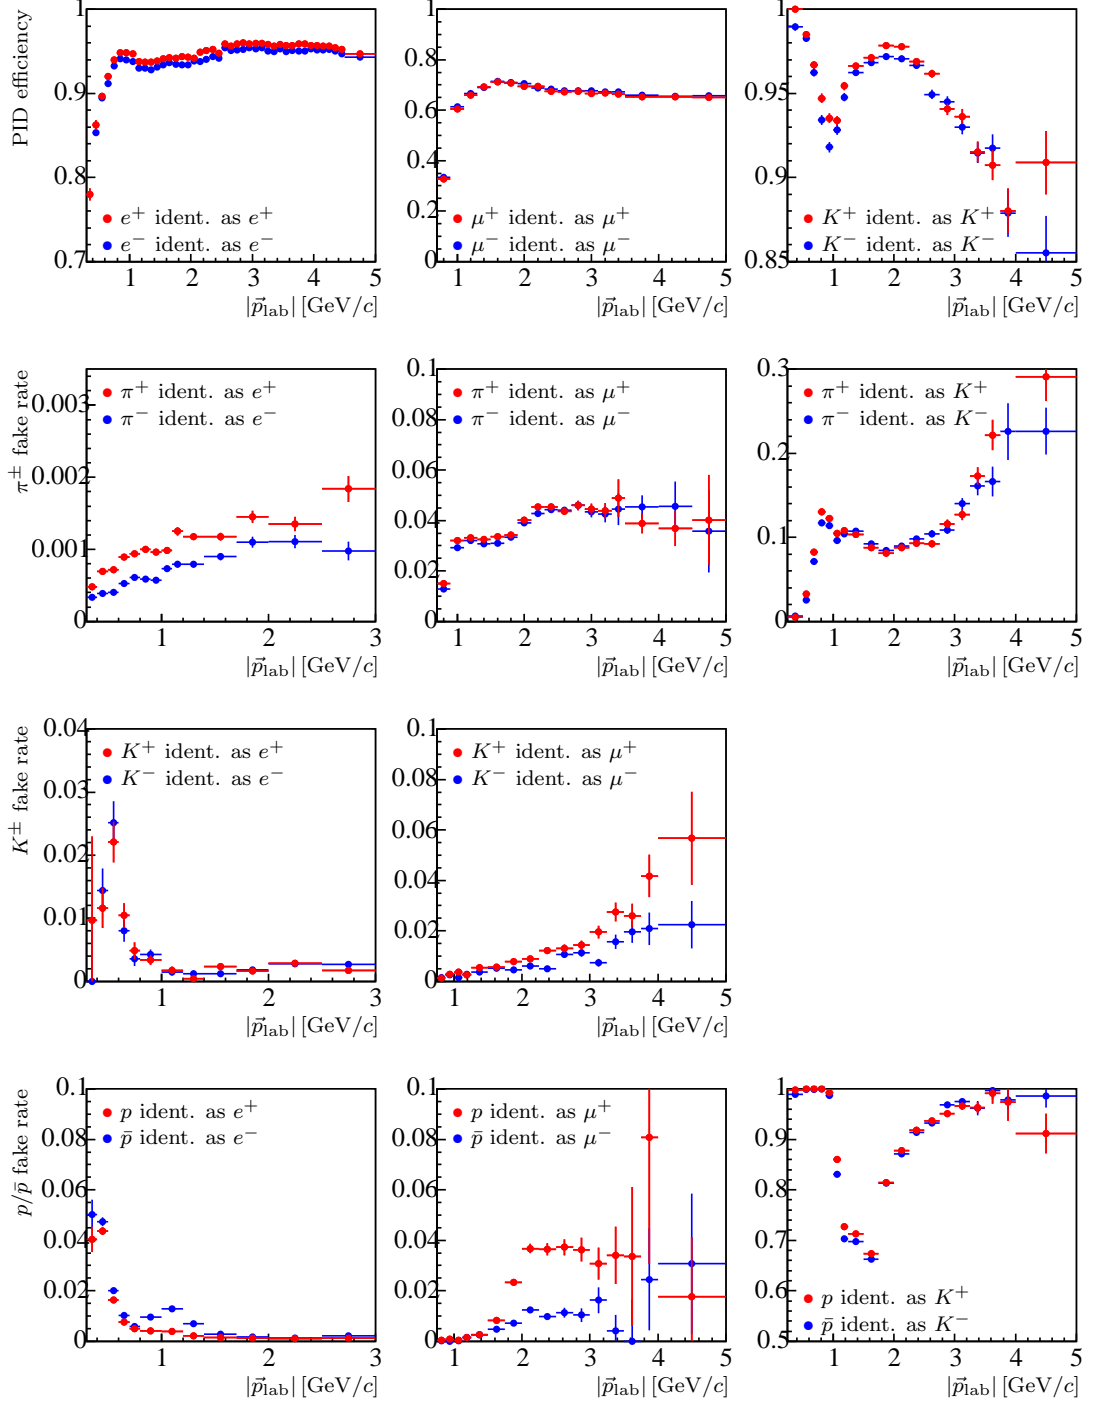 PID efficiency
1
0.9
0.8
0.7
e⁺ ident. as e⁺
e⁻ ident. as e⁻
1 2 3 4 5
|p⃗lab| [GeV/c]
1
0.8
0.6
0.4
0.2
0
μ⁺ ident. as μ⁺
μ⁻ ident. as μ⁻
1 2 3 4 5
|p⃗lab| [GeV/c]
1
0.95
0.9
0.85
K⁺ ident. as K⁺
K⁻ ident. as K⁻
1 2 3 4 5
|p⃗lab| [GeV/c]
π± fake rate
0.003
0.002
0.001
0
π⁺ ident. as e⁺
π⁻ ident. as e⁻
1 2 3
|p⃗lab| [GeV/c]
0.1
0.08
0.06
0.04
0.02
0
π⁺ ident. as μ⁺
π⁻ ident. as μ⁻
1 2 3 4 5
|p⃗lab| [GeV/c]
0.3
0.2
0.1
0
π⁺ ident. as K⁺
π⁻ ident. as K⁻
1 2 3 4 5
|p⃗lab| [GeV/c]
K± fake rate
0.04
0.03
0.02
0.01
0
K⁺ ident. as e⁺
K⁻ ident. as e⁻
1 2 3
|p⃗lab| [GeV/c]
0.1
0.08
0.06
0.04
0.02
0
K⁺ ident. as μ⁺
K⁻ ident. as μ⁻
1 2 3 4 5
|p⃗lab| [GeV/c]
p/p̄ fake rate
0.1
0.08
0.06
0.04
0.02
0
p ident. as e⁺
p̄ ident. as e⁻
1 2 3
|p⃗lab| [GeV/c]
0.1
0.08
0.06
0.04
0.02
0
p ident. as μ⁺
p̄ ident. as μ⁻
1 2 3 4 5
|p⃗lab| [GeV/c]
1
0.9
0.8
0.7
0.6
0.5
p ident. as K⁺
p̄ ident. as K⁻
1 2 3 4 5
|p⃗lab| [GeV/c]